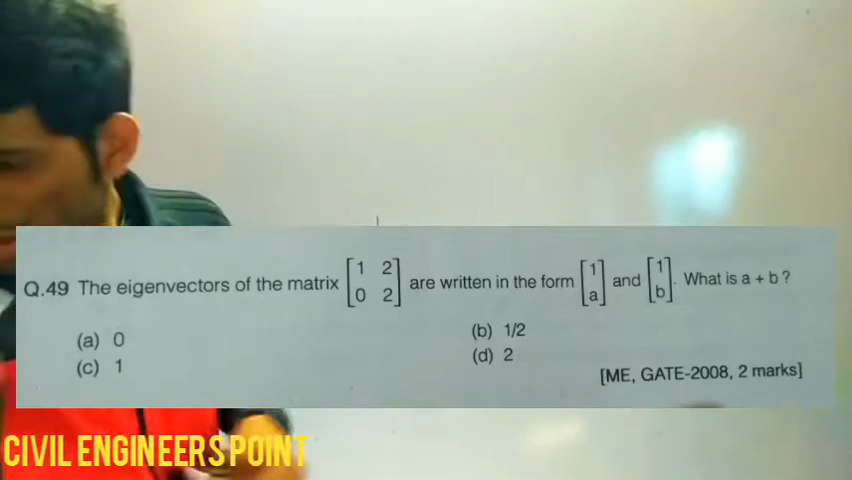 Q.49 The eigenvectors of the matrix [1 2; 0 2] are written in the form [1; a] and [1; b]. What is a + b ?
(a) 0 (b) 1/2
(c) 1 (d) 2
[ME, GATE-2008, 2 marks]
CIVIL ENGINEERS POINT